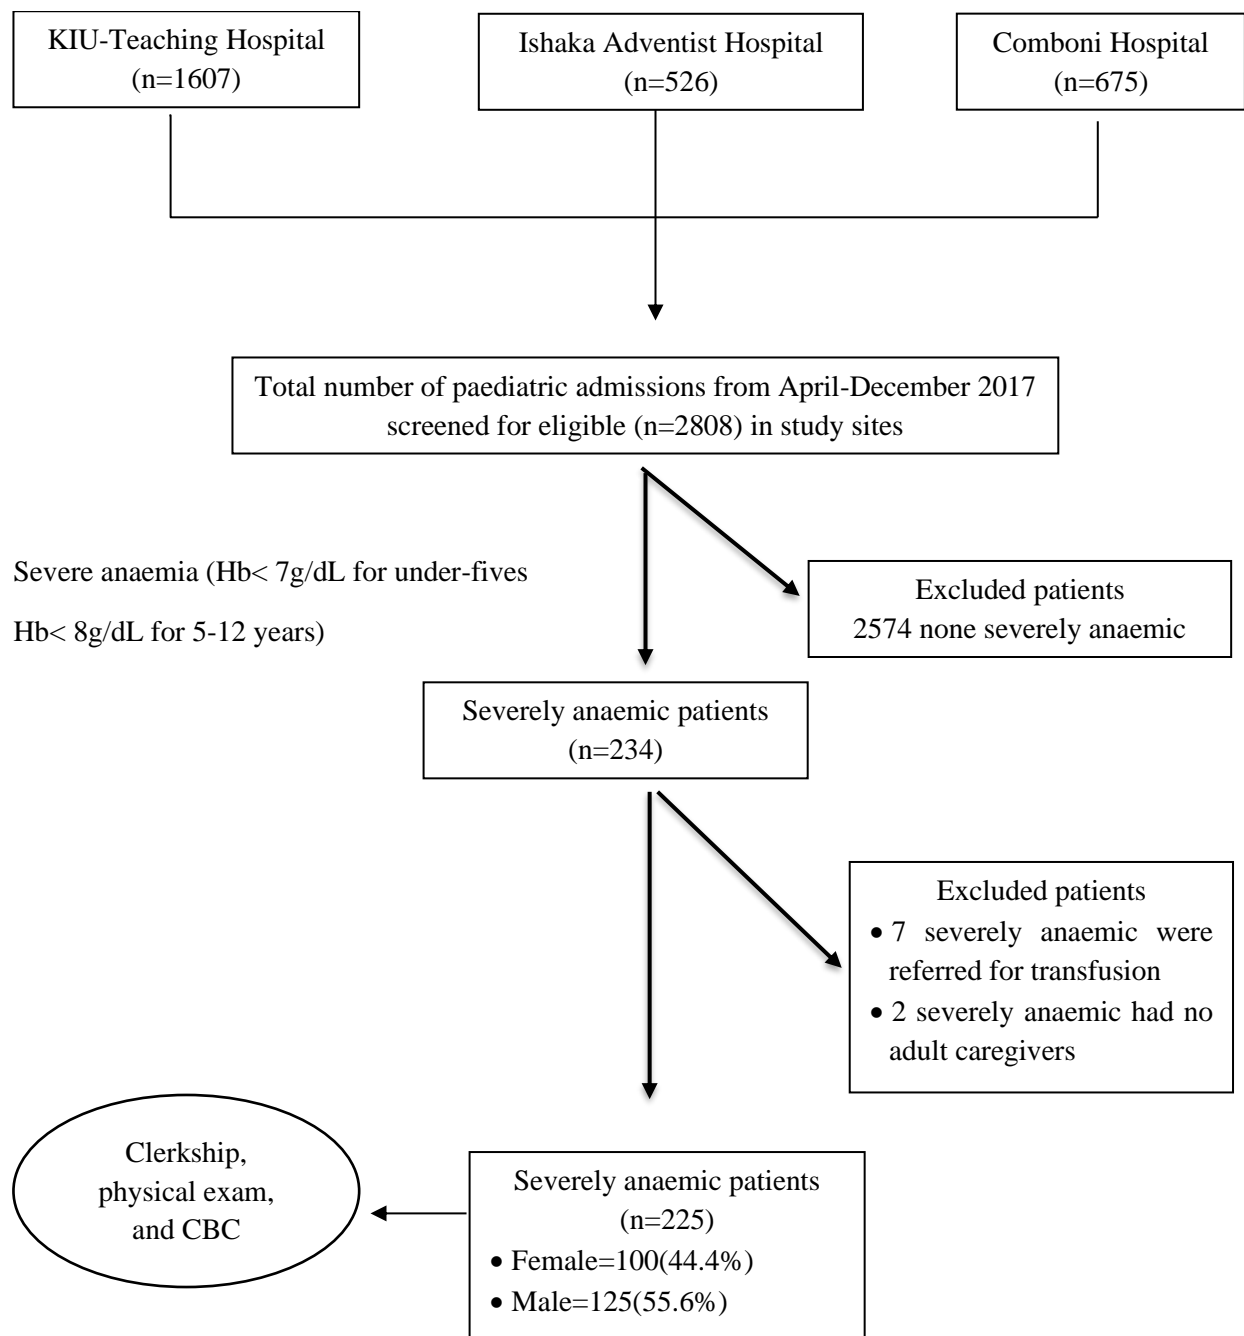 KIU-Teaching Hospital
(n=1607)
Ishaka Adventist Hospital
(n=526)
Comboni Hospital
(n=675)
Total number of paediatric admissions from April-December 2017
screened for eligible (n=2808) in study sites
Severe anaemia (Hb< 7g/dL for under-fives
Hb< 8g/dL for 5-12 years)
Excluded patients
2574 none severely anaemic
Severely anaemic patients
(n=234)
Excluded patients
• 7 severely anaemic were
referred for transfusion
• 2 severely anaemic had no
adult caregivers
Clerkship,
physical exam,
and CBC
Severely anaemic patients
(n=225)
• Female=100(44.4%)
• Male=125(55.6%)